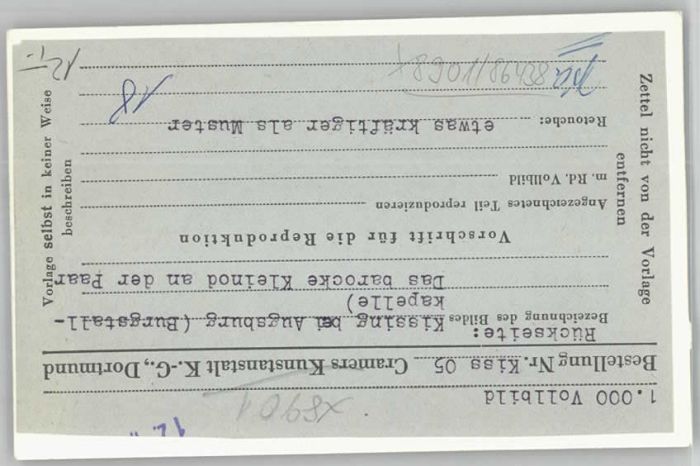 1.000 Vollbild
Bestellung Nr. Kiss 05 Cramers Kunstanstalt K.-G., Dortmund
Rückseite:
Bezeichnung des Bildes Kissing bei Augsburg (Burgstall-
kapelle)
Das barocke Kleinod an der Paar
Vorschrift für die Reproduktion
Angezeichnetes Teil reproduzieren
m. Rd. Vollbild
Retouche: etwas kräftiger als Muster
18
12,-
Zettel nicht von der Vorlage
entfernen
Vorlage selbst in keiner Weise
beschreiben